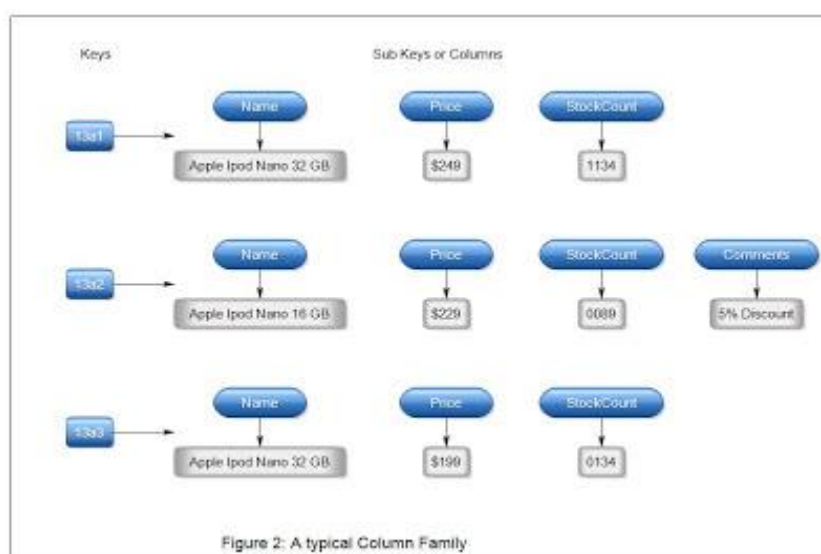 Keys Sub Keys or Columns
Name Price StockCount
13a1
Apple Ipod Nano 32 GB $249 1134
Name Price StockCount Comments
13a2
Apple Ipod Nano 16 GB $229 0089 5% Discount
Name Price StockCount
13a3
Apple Ipod Nano 32 GB $199 0134
Figure 2: A typical Column Family